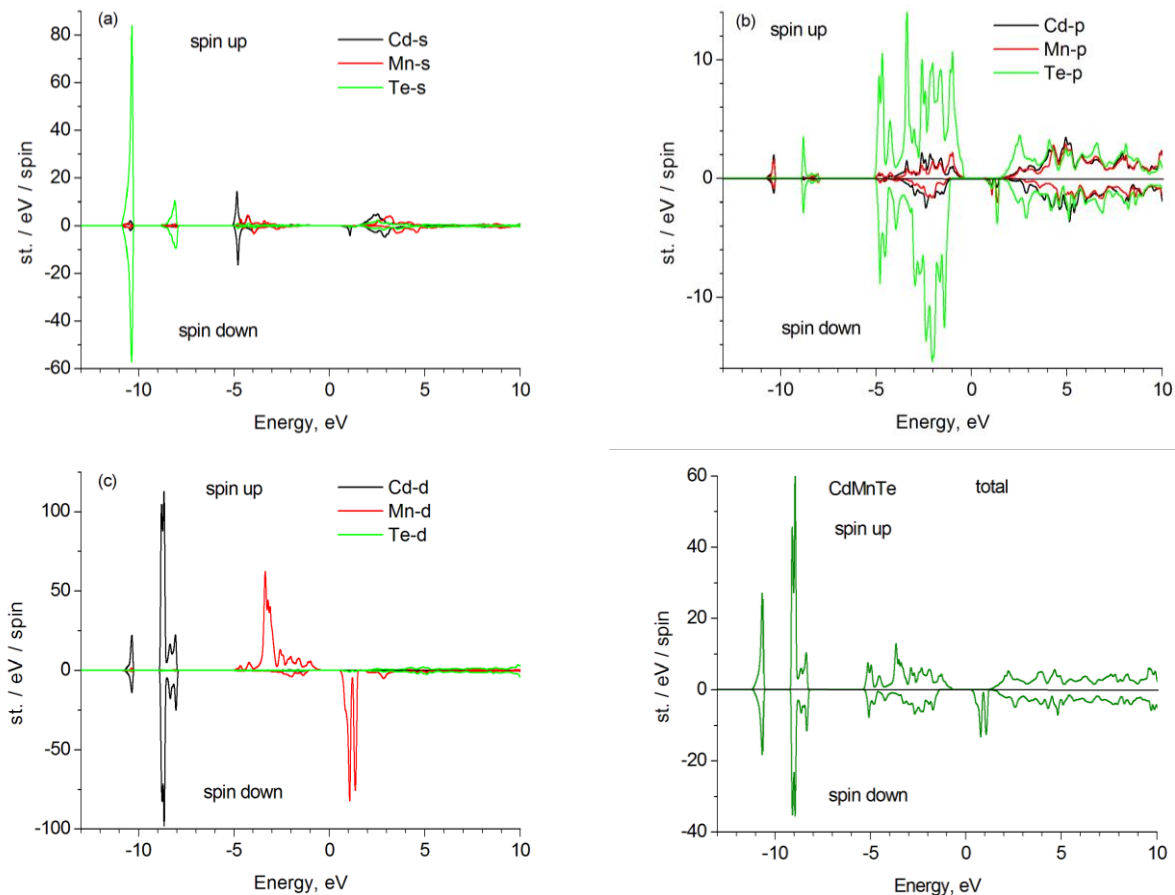 (a)
spin up
Cd-s
Mn-s
Te-s
80
60
40
20
0
-20
-40
-60
st. / eV / spin
spin down
-10
-5
0
5
10
Energy, eV
(b)
spin up
Cd-p
Mn-p
Te-p
10
0
-10
st. / eV / spin
spin down
-10
-5
0
5
10
Energy, eV
(c)
spin up
Cd-d
Mn-d
Te-d
100
50
0
-50
-100
st. / eV / spin
spin down
-10
-5
0
5
10
Energy, eV
CdMnTe
total
spin up
60
40
20
0
-20
-40
st. / eV / spin
spin down
-10
-5
0
5
10
Energy, eV